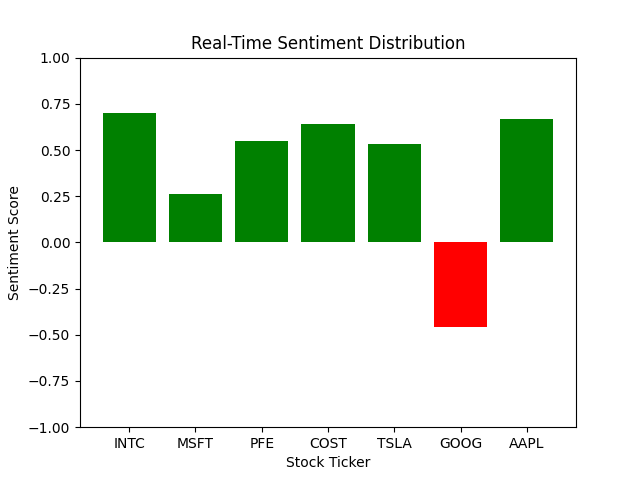 Real-Time Sentiment Distribution
1.00
0.75
0.50
0.25
0.00
−0.25
−0.50
−0.75
−1.00
Sentiment Score
INTC MSFT PFE COST TSLA GOOG AAPL
Stock Ticker